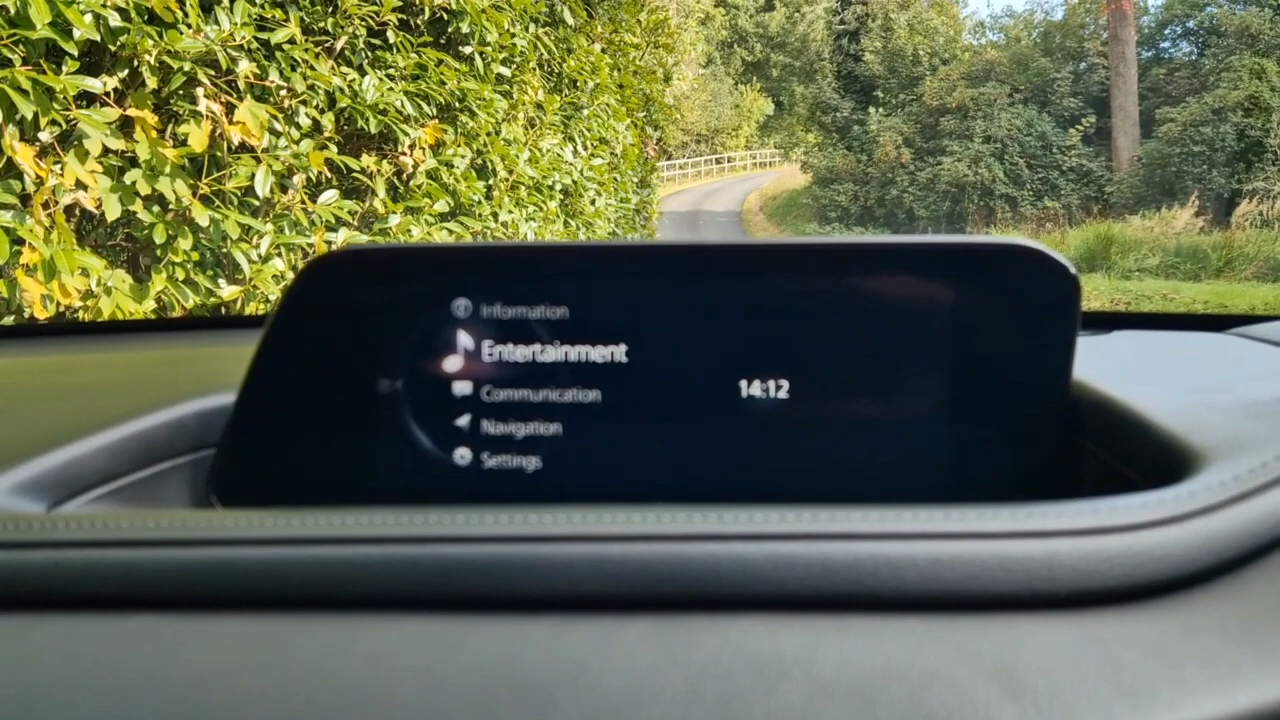 Information
Entertainment
Communication
14:12
Navigation
Settings